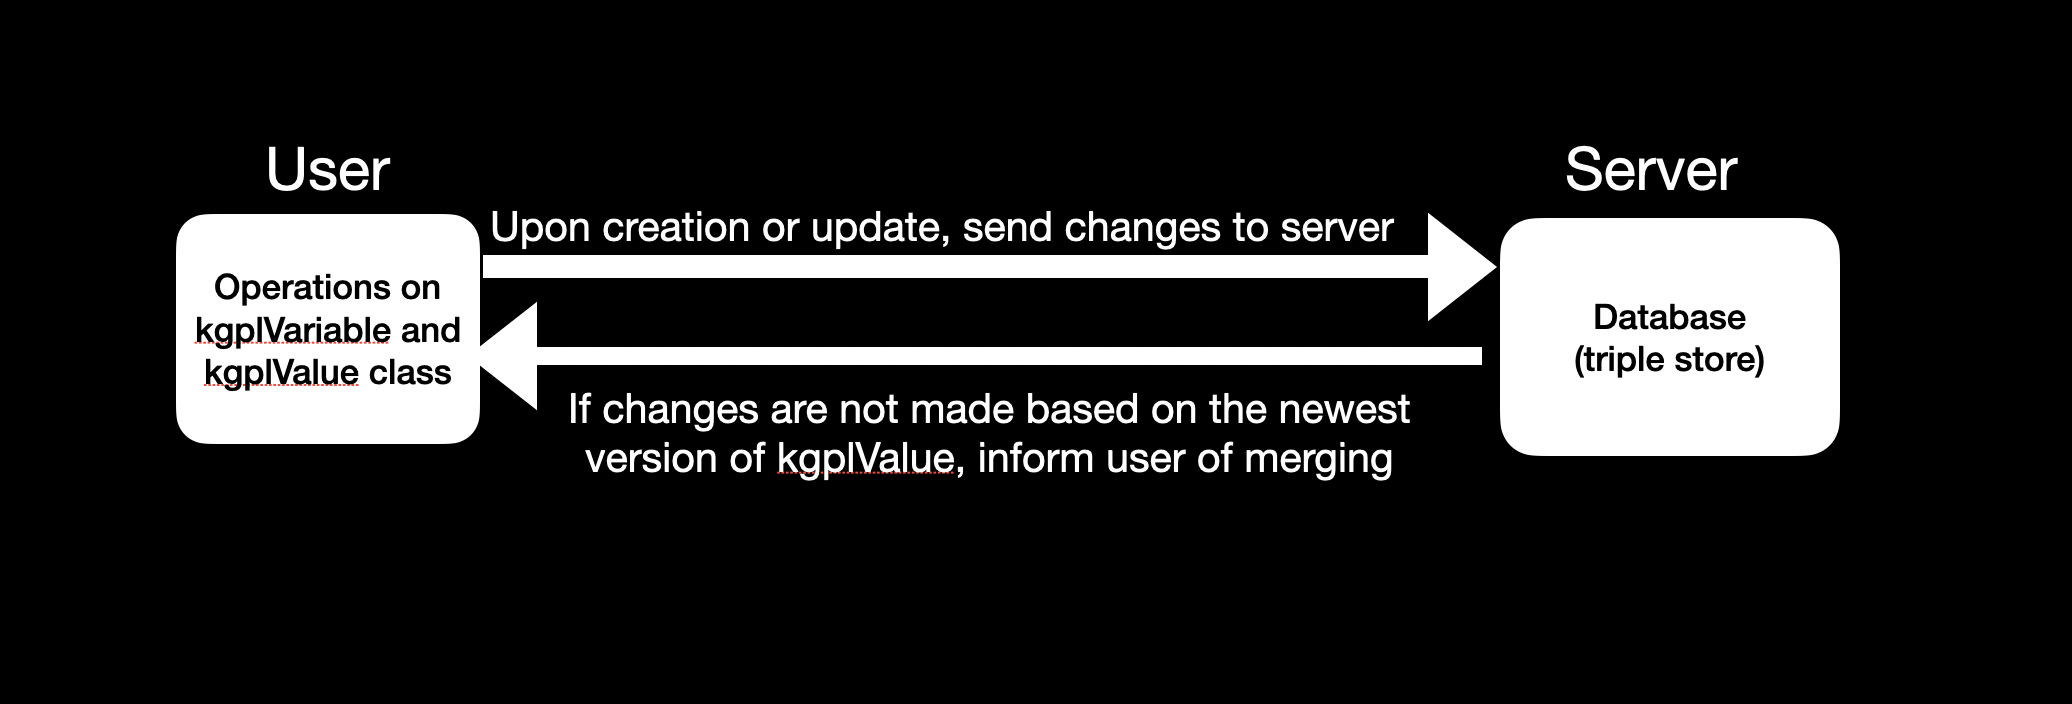 User
Server
Upon creation or update, send changes to server
Operations on
kgplVariable and
kgplValue class
Database
(triple store)
If changes are not made based on the newest
version of kgplValue, inform user of merging